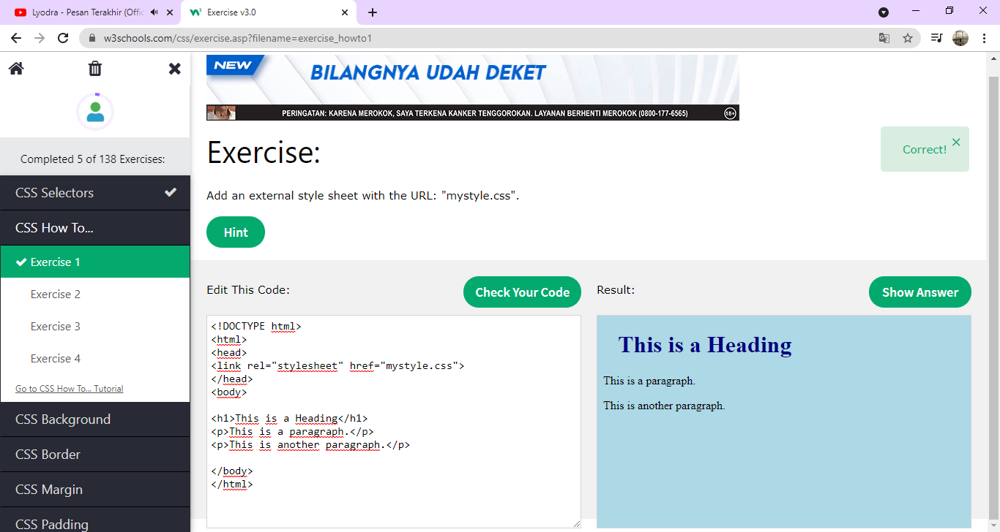 Lyodra - Pesan Terakhir (Offic
Exercise v3.0
w3schools.com/css/exercise.asp?filename=exercise_howto1
NEW
BILANGNYA UDAH DEKET
PERINGATAN: KARENA MEROKOK, SAYA TERKENA KANKER TENGGOROKAN. LAYANAN BERHENTI MEROKOK (0800-177-6565)
18+
Completed 5 of 138 Exercises:
CSS Selectors
CSS How To...
Exercise 1
Exercise 2
Exercise 3
Exercise 4
Go to CSS How To... Tutorial
CSS Background
CSS Border
CSS Margin
CSS Padding
Exercise:
Correct!
Add an external style sheet with the URL: "mystyle.css".
Hint
Edit This Code:
Check Your Code
<!DOCTYPE html>
<html>
<head>
<link rel="stylesheet" href="mystyle.css">
</head>
<body>
<h1>This is a Heading</h1>
<p>This is a paragraph.</p>
<p>This is another paragraph.</p>
</body>
</html>
Result:
Show Answer
This is a Heading
This is a paragraph.
This is another paragraph.